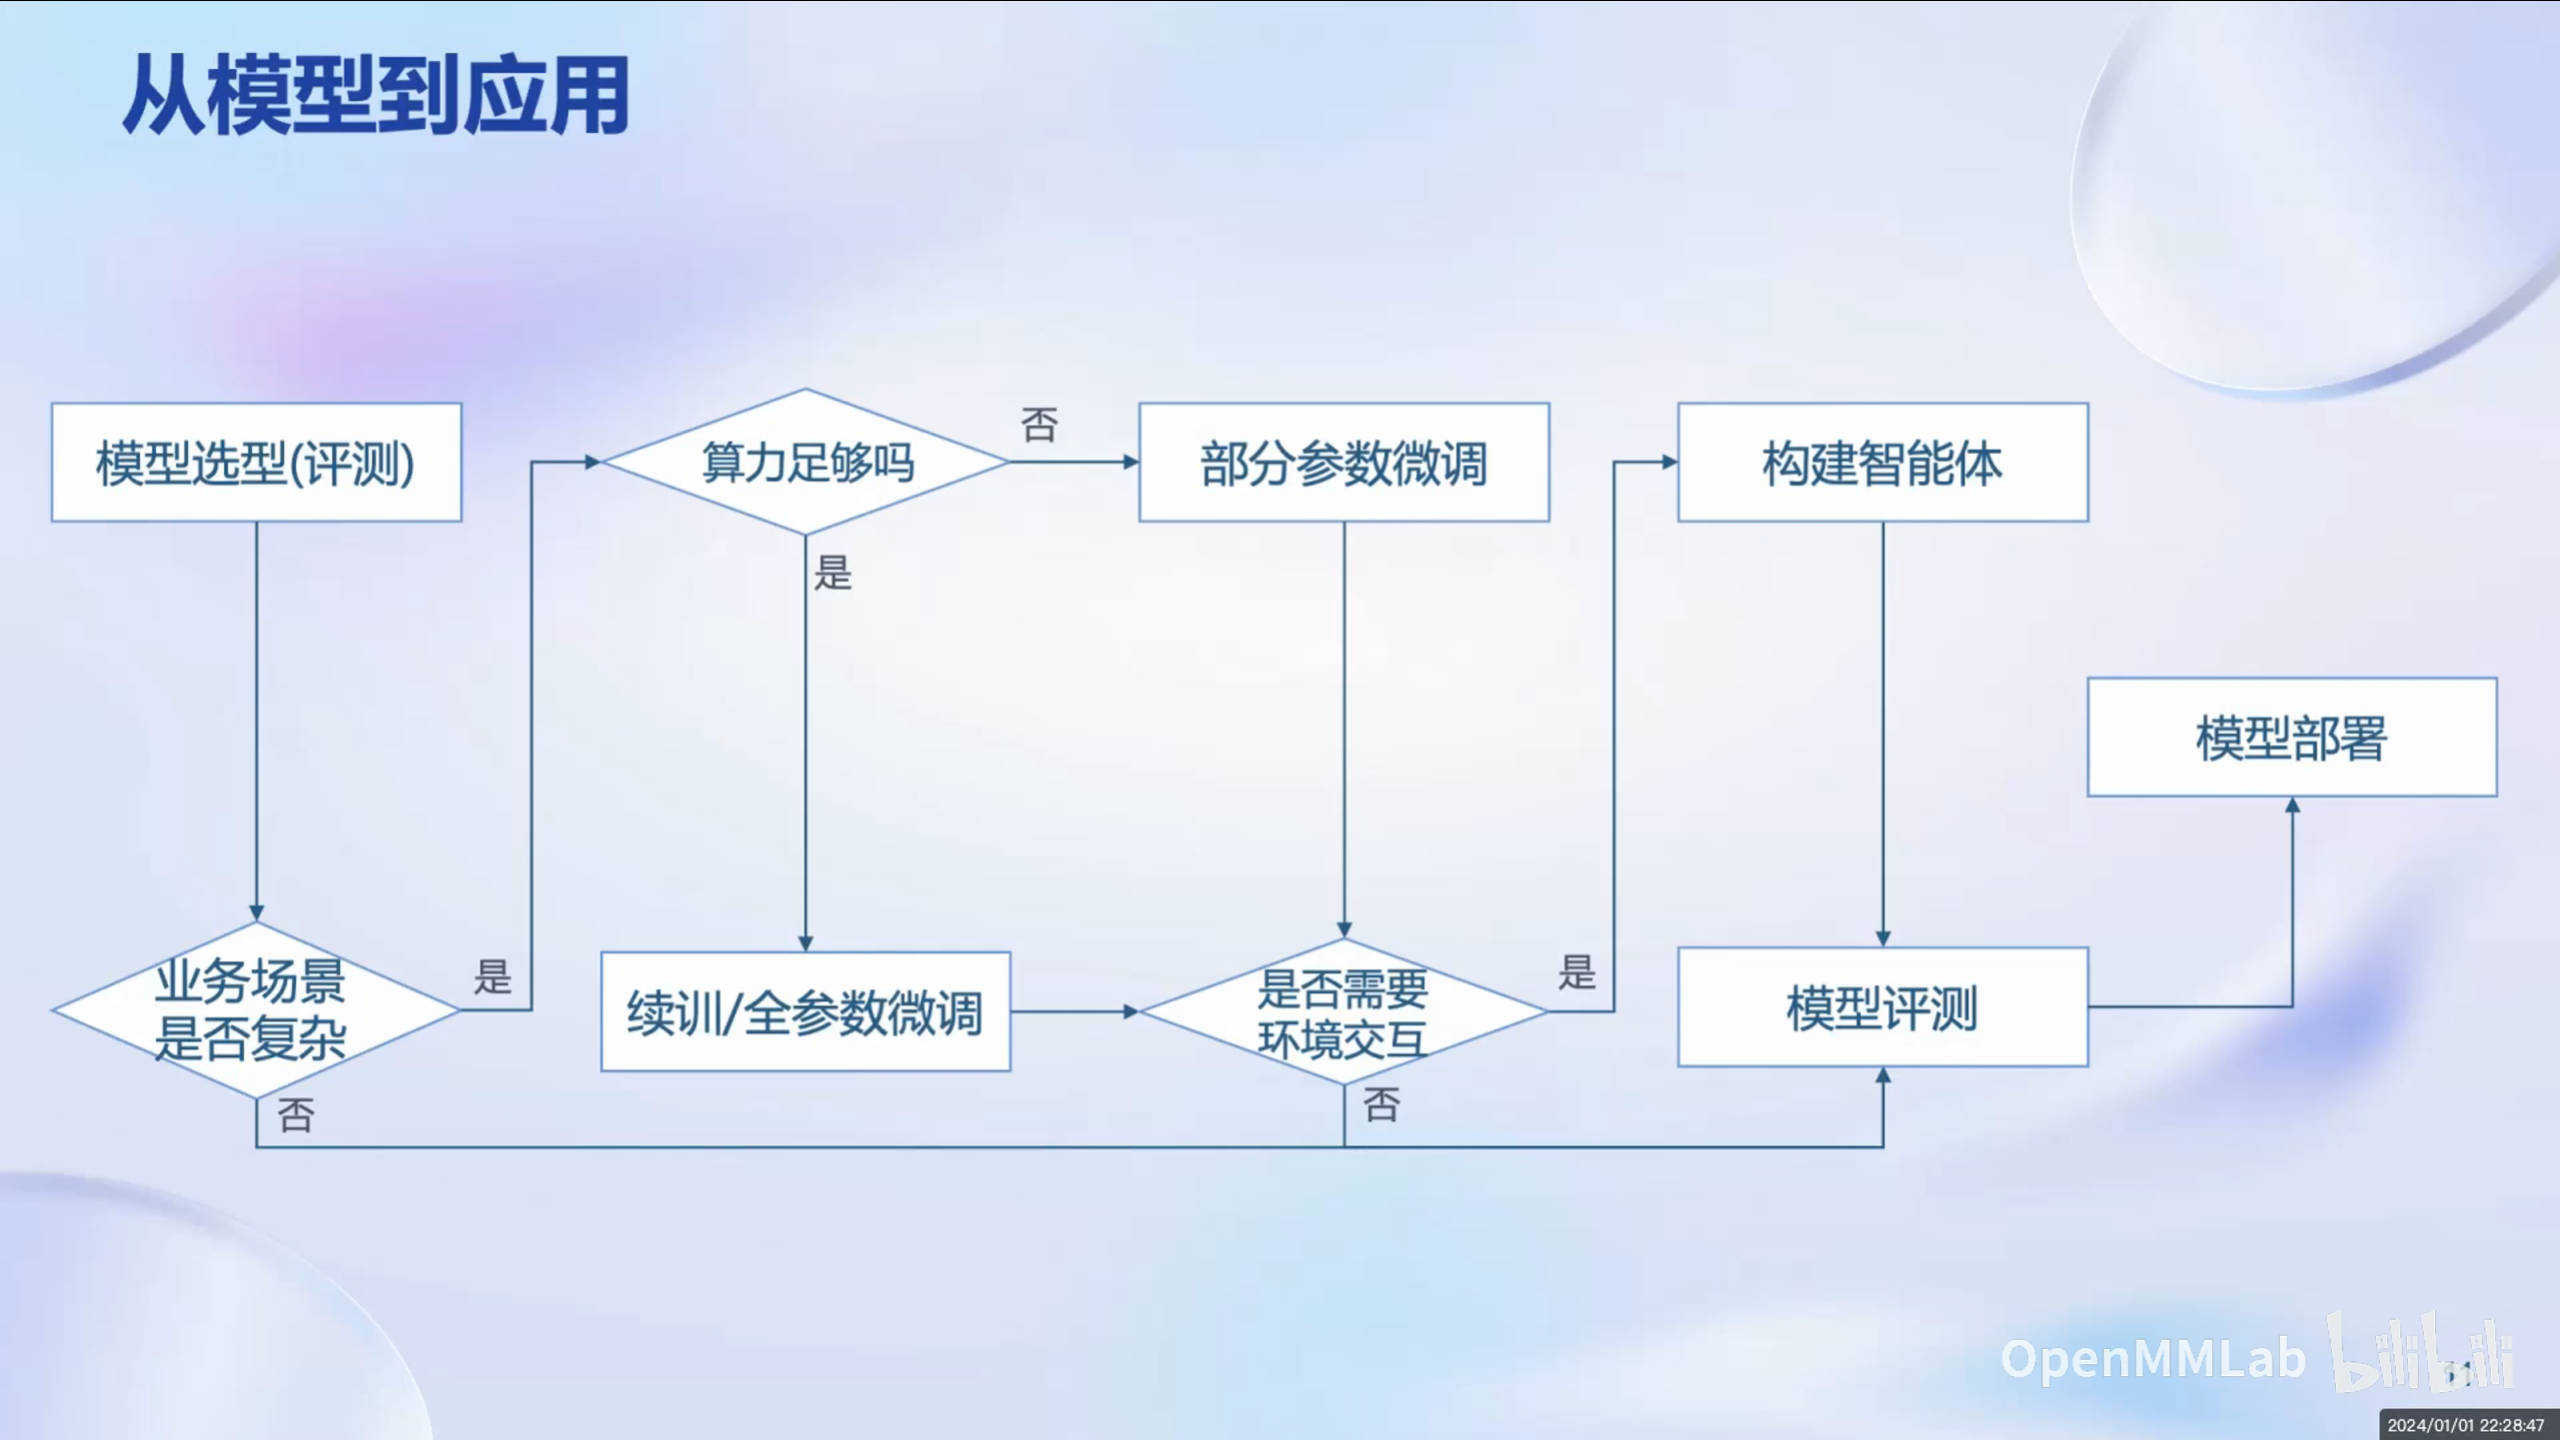 从模型到应用
模型选型(评测)
算力足够吗
否
部分参数微调
构建智能体
是
模型部署
业务场景
是否复杂
是
续训/全参数微调
是否需要
环境交互
是
模型评测
否
否
OpenMMLab
bilibili
2024/01/01 22:28:47